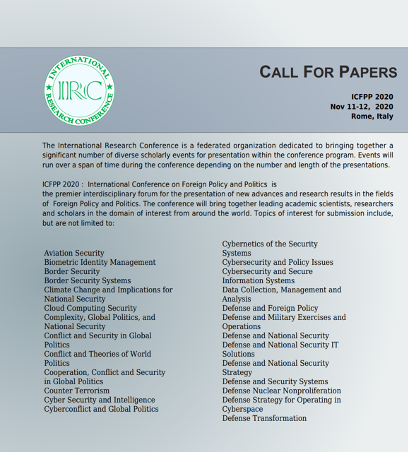 INTERNATIONAL
IRC
RESEARCH CONFERENCE
CALL FOR PAPERS
ICFPP 2020
Nov 11-12, 2020
Rome, Italy
The International Research Conference is a federated organization dedicated to bringing together a
significant number of diverse scholarly events for presentation within the conference program. Events will
run over a span of time during the conference depending on the number and length of the presentations.
ICFPP 2020 : International Conference on Foreign Policy and Politics is
the premier interdisciplinary forum for the presentation of new advances and research results in the fields
of Foreign Policy and Politics. The conference will bring together leading academic scientists, researchers
and scholars in the domain of interest from around the world. Topics of interest for submission include,
but are not limited to:
Aviation Security
Biometric Identity Management
Border Security
Border Security Systems
Climate Change and Implications for
National Security
Cloud Computing Security
Complexity, Global Politics, and
National Security
Conflict and Security in Global
Politics
Conflict and Theories of World
Politics
Cooperation, Conflict and Security
in Global Politics
Counter Terrorism
Cyber Security and Intelligence
Cyberconflict and Global Politics
Cybernetics of the Security
Systems
Cybersecurity and Policy Issues
Cybersecurity and Secure
Information Systems
Data Collection, Management and
Analysis
Defense and Foreign Policy
Defense and Military Exercises and
Operations
Defense and National Security
Defense and National Security IT
Solutions
Defense and National Security
Strategy
Defense and Security Systems
Defense Nuclear Nonproliferation
Defense Strategy for Operating in
Cyberspace
Defense Transformation